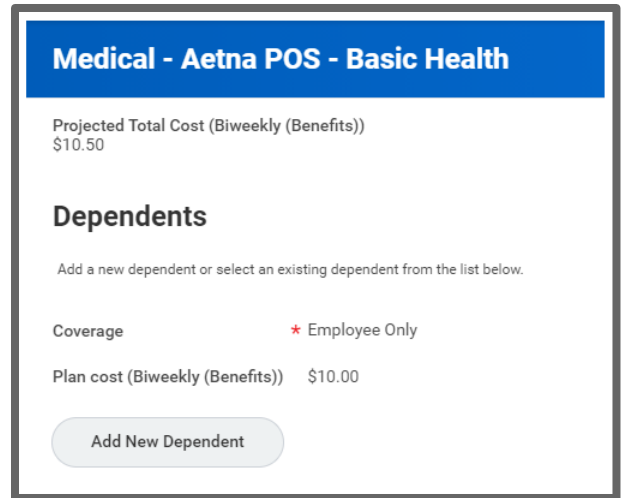 Medical - Aetna POS - Basic Health
Projected Total Cost (Biweekly (Benefits))
$10.50
Dependents
Add a new dependent or select an existing dependent from the list below.
Coverage * Employee Only
Plan cost (Biweekly (Benefits)) $10.00
Add New Dependent